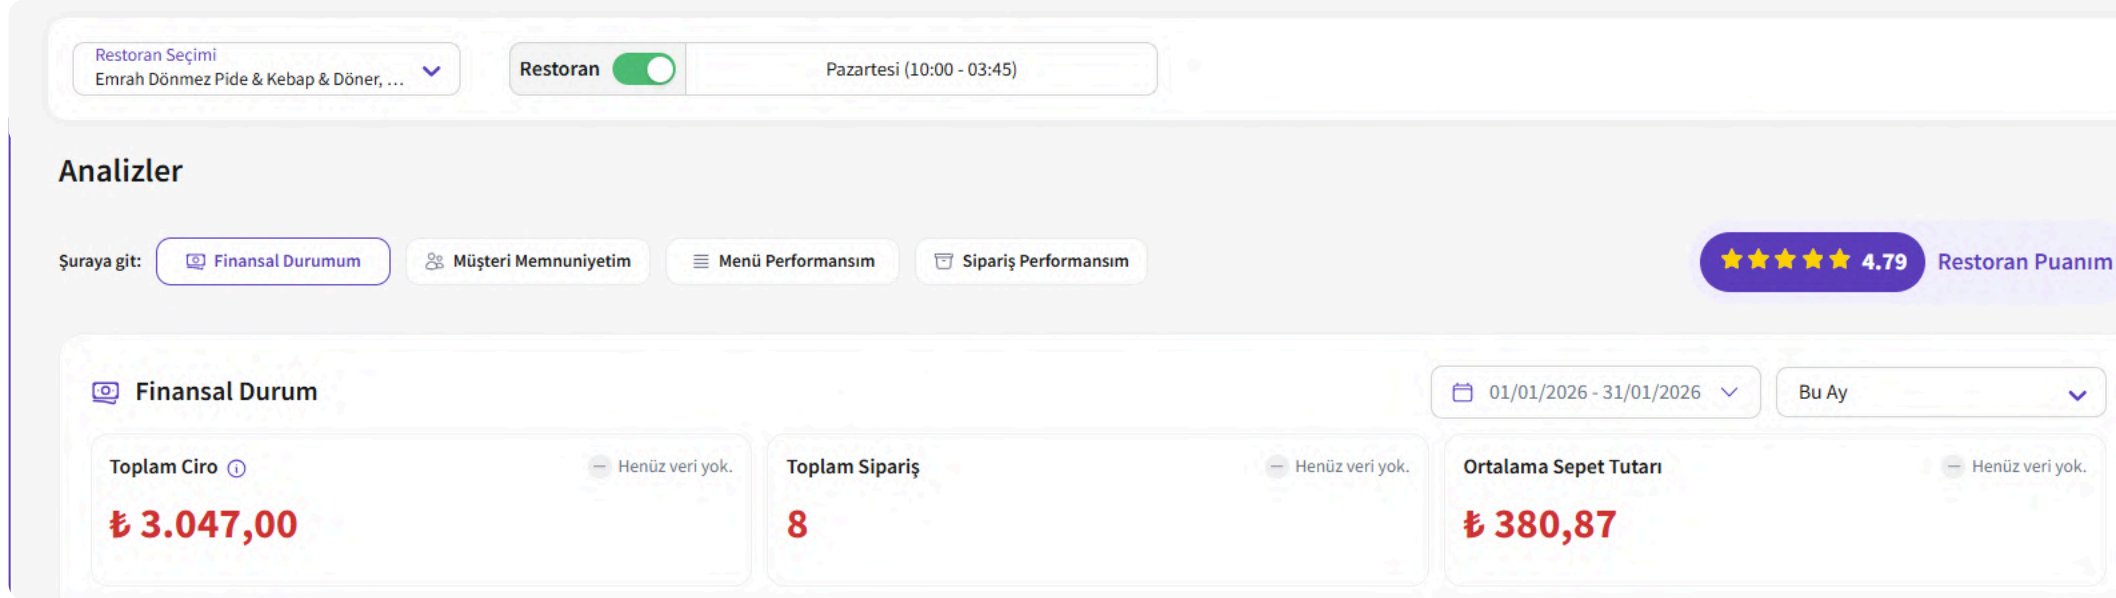 Restoran Seçimi
Emrah Dönmez Pide & Kebap & Döner, ...
Restoran
Pazartesi (10:00 - 03:45)
Analizler
Şuraya git:
Finansal Durumum
Müşteri Memnuniyetim
Menü Performansım
Sipariş Performansım
4.79
Restoran Puanım
Finansal Durum
01/01/2026 - 31/01/2026
Bu Ay
Toplam Ciro
Henüz veri yok.
₺ 3.047,00
Toplam Sipariş
Henüz veri yok.
8
Ortalama Sepet Tutarı
Henüz veri yok.
₺ 380,87